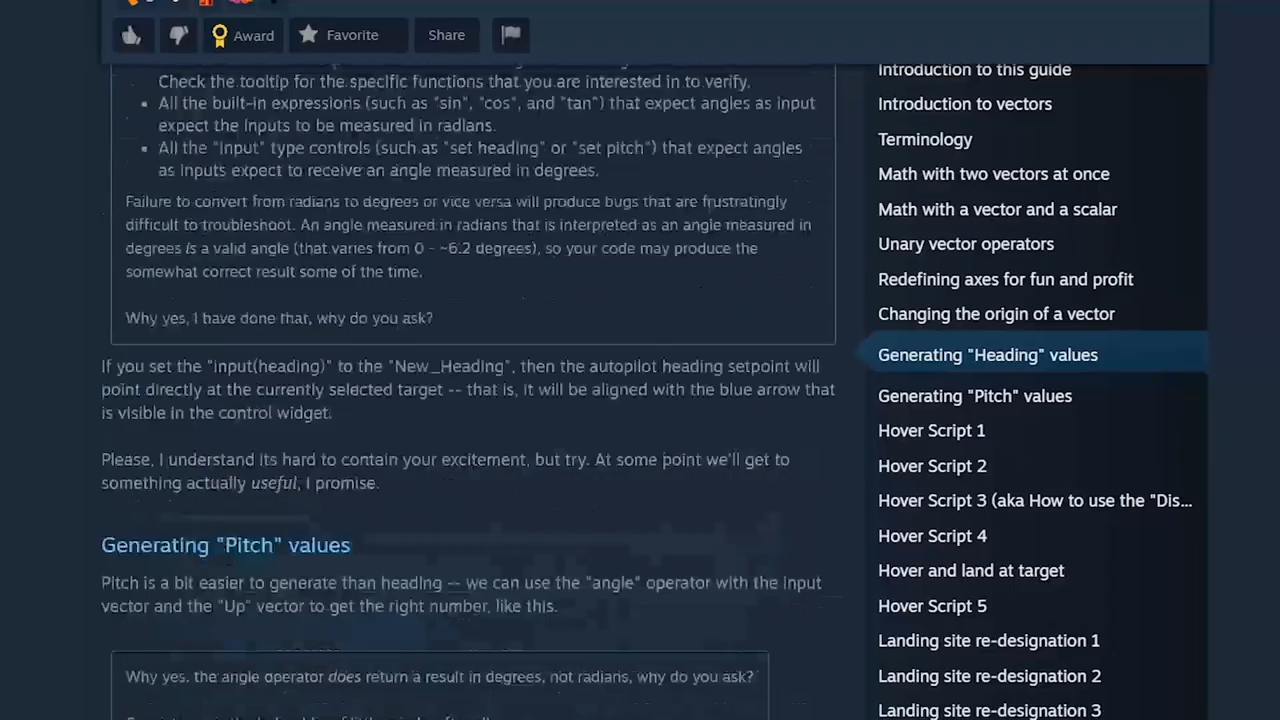 Award
Favorite
Share
Check the tooltip for the specific functions that you are interested in to verify.
All the built-in expressions (such as "sin", "cos", and "tan") that expect angles as input
expect the inputs to be measured in radians.
All the "input" type controls (such as "set heading" or "set pitch") that expect angles
as inputs expect to receive an angle measured in degrees.
Failure to convert from radians to degrees or vice versa will produce bugs that are frustratingly
difficult to troubleshoot. An angle measured in radians that is interpreted as an angle measured in
degrees is a valid angle (that varies from 0 - ~6.2 degrees), so your code may produce the
somewhat correct result some of the time.
Why yes, I have done that, why do you ask?
If you set the "input(heading)" to the "New_Heading", then the autopilot heading setpoint will
point directly at the currently selected target -- that is, it will be aligned with the blue arrow that
is visible in the control widget.
Please, I understand its hard to contain your excitement, but try. At some point we'll get to
something actually useful, I promise.
Generating "Pitch" values
Pitch is a bit easier to generate than heading -- we can use the "angle" operator with the input
vector and the "Up" vector to get the right number, like this.
Why yes, the angle operator does return a result in degrees, not radians, why do you ask?
Introduction to this guide
Introduction to vectors
Terminology
Math with two vectors at once
Math with a vector and a scalar
Unary vector operators
Redefining axes for fun and profit
Changing the origin of a vector
Generating "Heading" values
Generating "Pitch" values
Hover Script 1
Hover Script 2
Hover Script 3 (aka How to use the "Dis...
Hover Script 4
Hover and land at target
Hover Script 5
Landing site re-designation 1
Landing site re-designation 2
Landing site re-designation 3